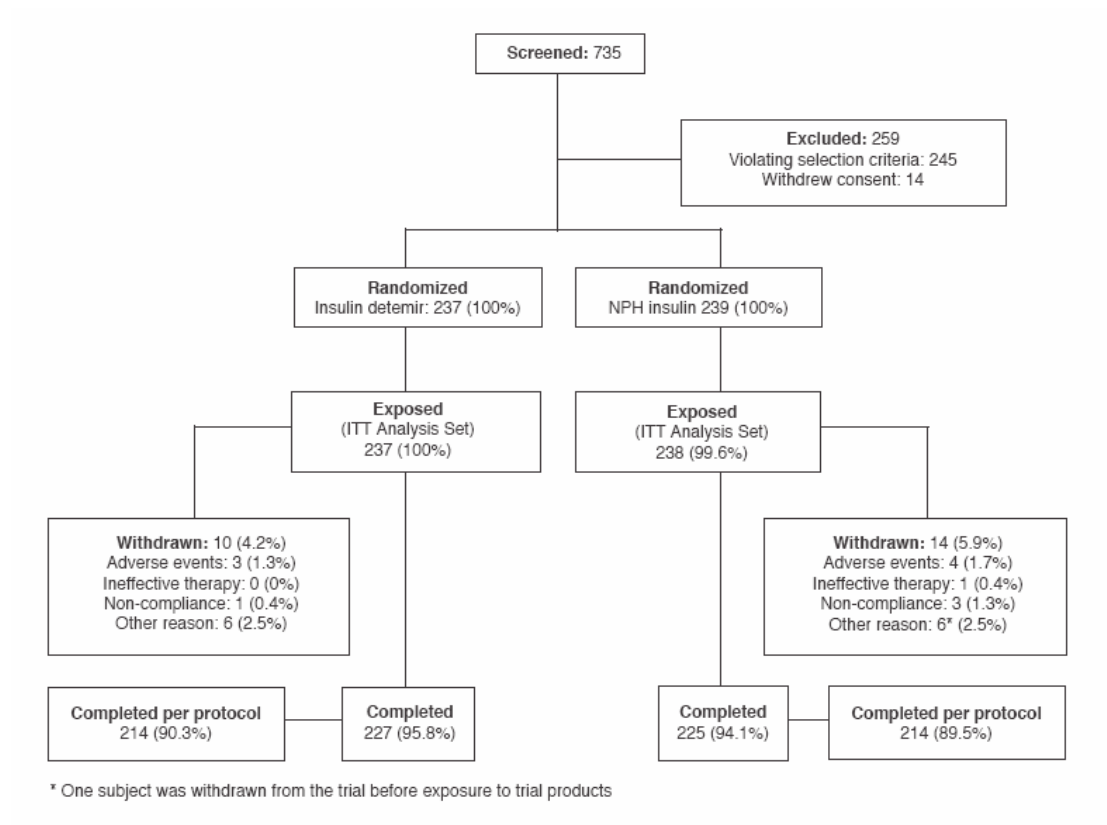 Screened: 735
Excluded: 259
Violating selection criteria: 245
Withdrew consent: 14
Randomized
Insulin detemir: 237 (100%)
Randomized
NPH insulin 239 (100%)
Exposed
(ITT Analysis Set)
237 (100%)
Exposed
(ITT Analysis Set)
238 (99.6%)
Withdrawn: 10 (4.2%)
Adverse events: 3 (1.3%)
Ineffective therapy: 0 (0%)
Non-compliance: 1 (0.4%)
Other reason: 6 (2.5%)
Withdrawn: 14 (5.9%)
Adverse events: 4 (1.7%)
Ineffective therapy: 1 (0.4%)
Non-compliance: 3 (1.3%)
Other reason: 6* (2.5%)
Completed per protocol
214 (90.3%)
Completed
227 (95.8%)
Completed
225 (94.1%)
Completed per protocol
214 (89.5%)
* One subject was withdrawn from the trial before exposure to trial products